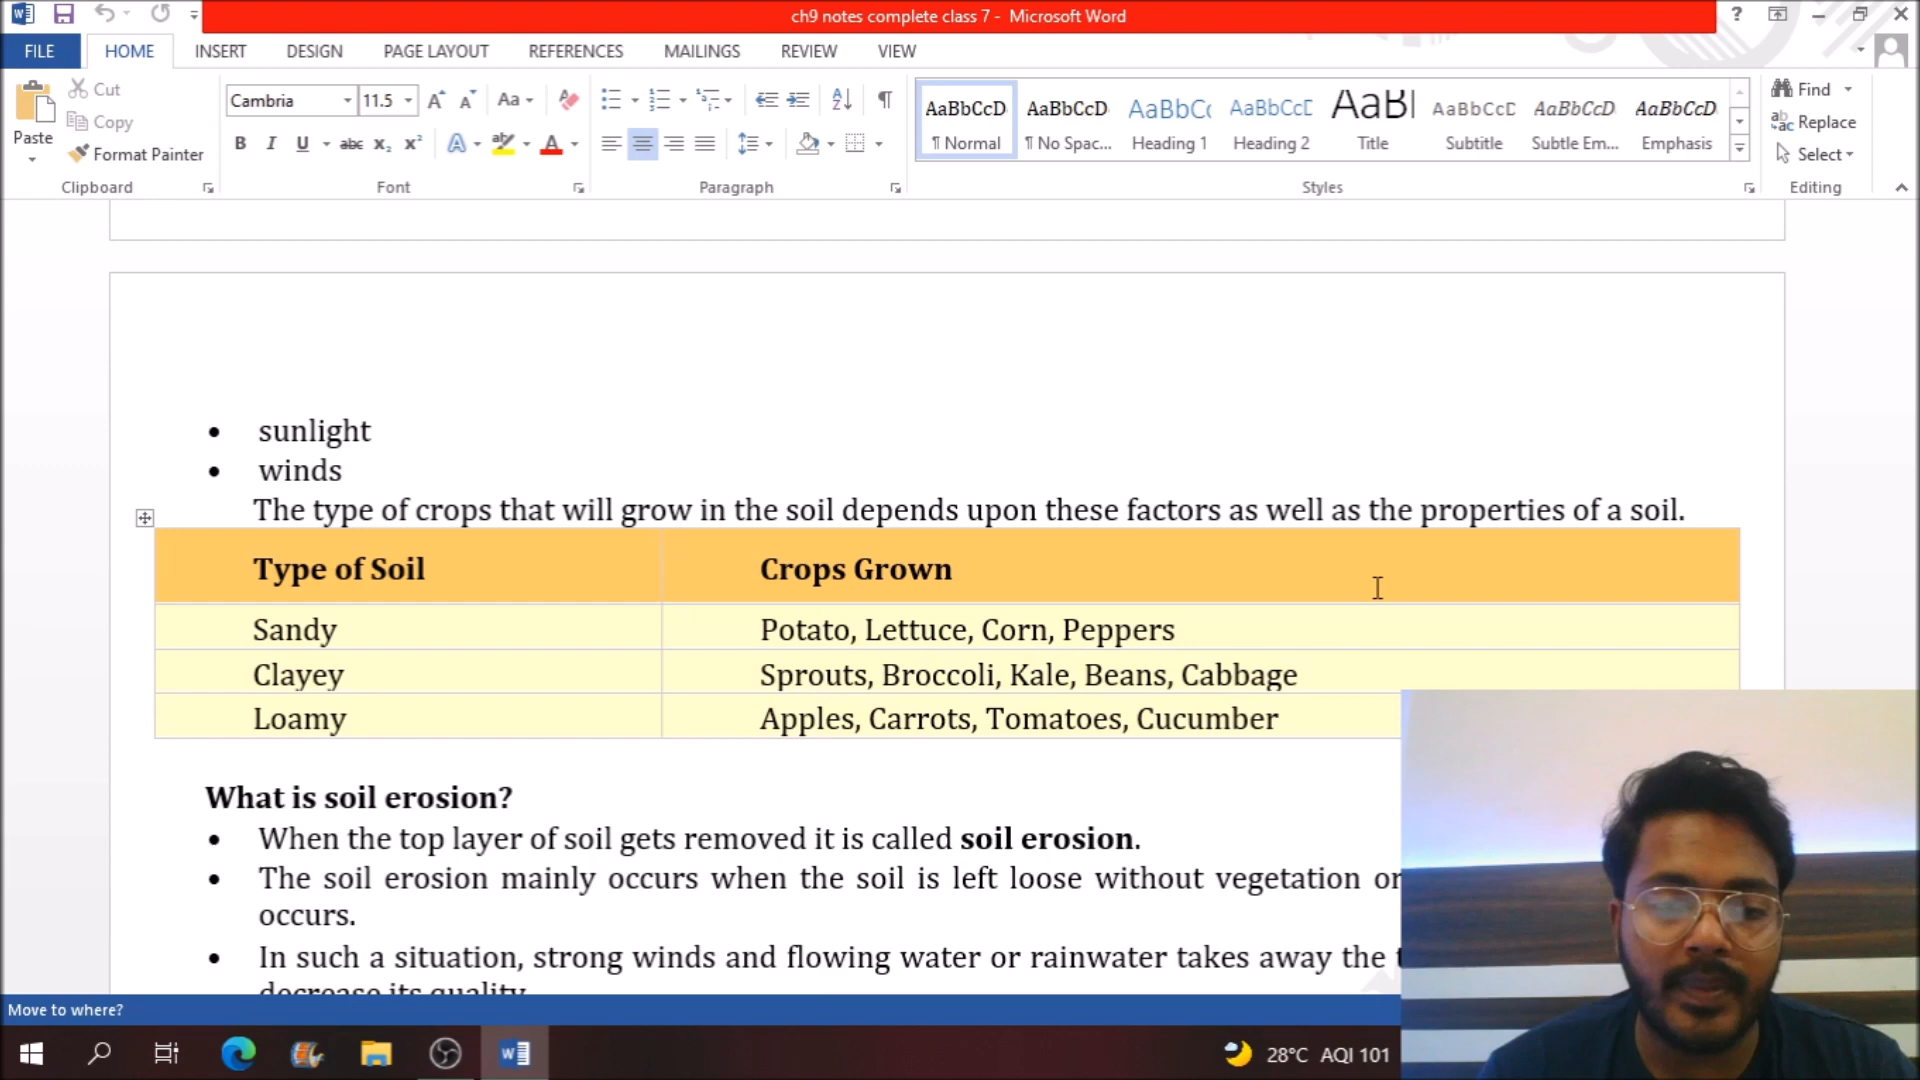 ch9 notes complete class 7 - Microsoft Word
FILE HOME INSERT DESIGN PAGE LAYOUT REFERENCES MAILINGS REVIEW VIEW
Paste
Cut
Copy
Format Painter
Clipboard
Cambria 11.5
Font
Paragraph
AaBbCcD AaBbCcD AaBbC AaBbCcD AaB AaBbCcD AaBbCcD AaBbCcD
¶ Normal ¶ No Spac... Heading 1 Heading 2 Title Subtitle Subtle Em... Emphasis
Styles
Find
Replace
Select
Editing
• sunlight
• winds
The type of crops that will grow in the soil depends upon these factors as well as the properties of a soil.
Type of Soil Crops Grown
Sandy Potato, Lettuce, Corn, Peppers
Clayey Sprouts, Broccoli, Kale, Beans, Cabbage
Loamy Apples, Carrots, Tomatoes, Cucumber
What is soil erosion?
• When the top layer of soil gets removed it is called soil erosion.
• The soil erosion mainly occurs when the soil is left loose without vegetation or
occurs.
• In such a situation, strong winds and flowing water or rainwater takes away the
decrease its quality.
Move to where?
28°C AQI 101